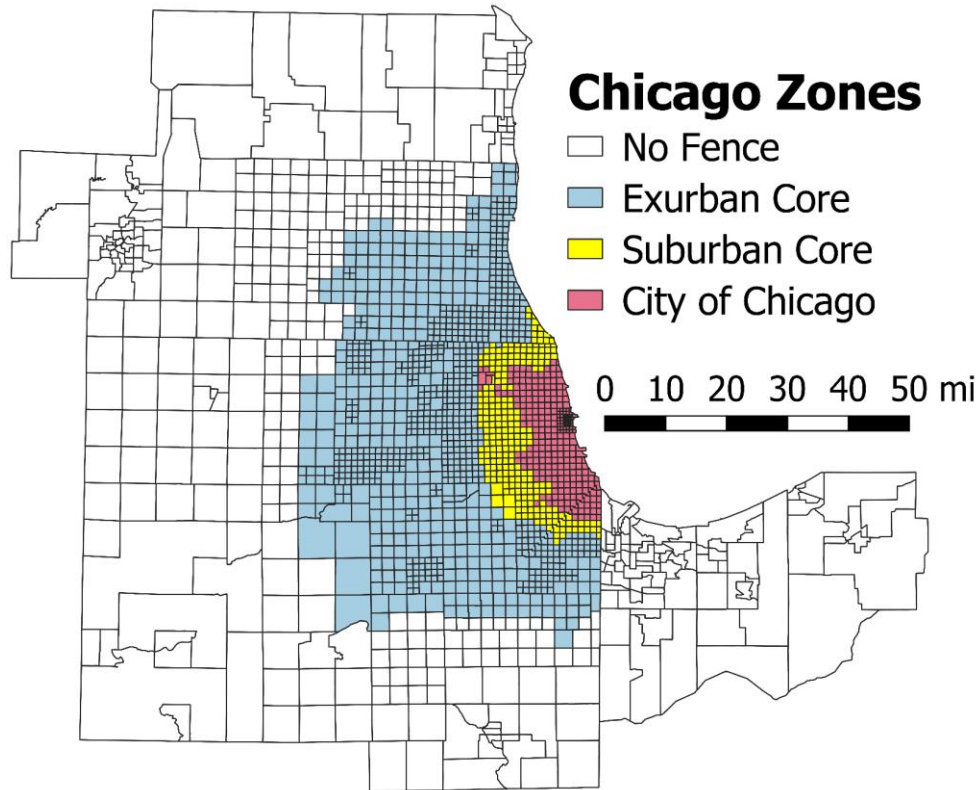 Chicago Zones
No Fence
Exurban Core
Suburban Core
City of Chicago
0 10 20 30 40 50 mi